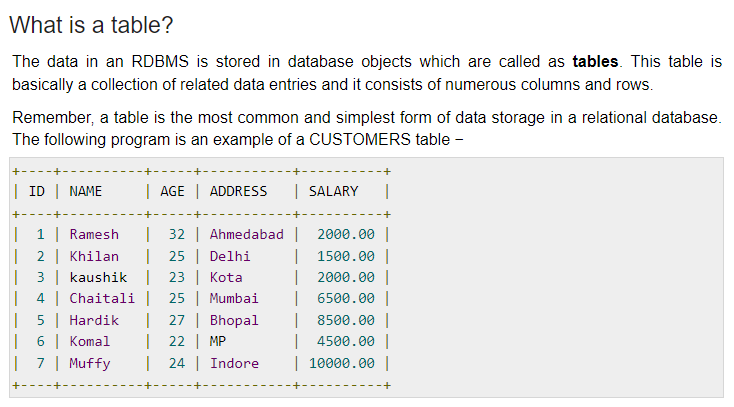 What is a table?
The data in an RDBMS is stored in database objects which are called as tables. This table is
basically a collection of related data entries and it consists of numerous columns and rows.
Remember, a table is the most common and simplest form of data storage in a relational database.
The following program is an example of a CUSTOMERS table −
+----+----------+-----+-----------+----------+
| ID | NAME     | AGE | ADDRESS   | SALARY   |
+----+----------+-----+-----------+----------+
|  1 | Ramesh   |  32 | Ahmedabad |  2000.00 |
|  2 | Khilan   |  25 | Delhi     |  1500.00 |
|  3 | kaushik  |  23 | Kota      |  2000.00 |
|  4 | Chaitali |  25 | Mumbai    |  6500.00 |
|  5 | Hardik   |  27 | Bhopal    |  8500.00 |
|  6 | Komal    |  22 | MP        |  4500.00 |
|  7 | Muffy    |  24 | Indore    | 10000.00 |
+----+----------+-----+-----------+----------+